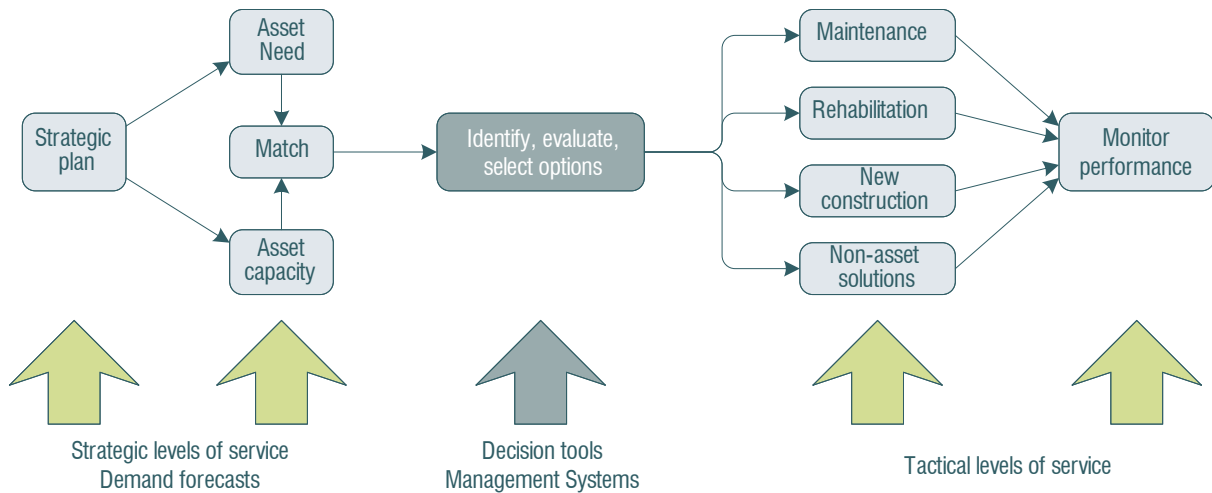 Strategic
plan
Asset
Need
Match
Asset
capacity
Identify, evaluate,
select options
Maintenance
Rehabilitation
New
construction
Non-asset
solutions
Monitor
performance
Strategic levels of service
Demand forecasts
Decision tools
Management Systems
Tactical levels of service